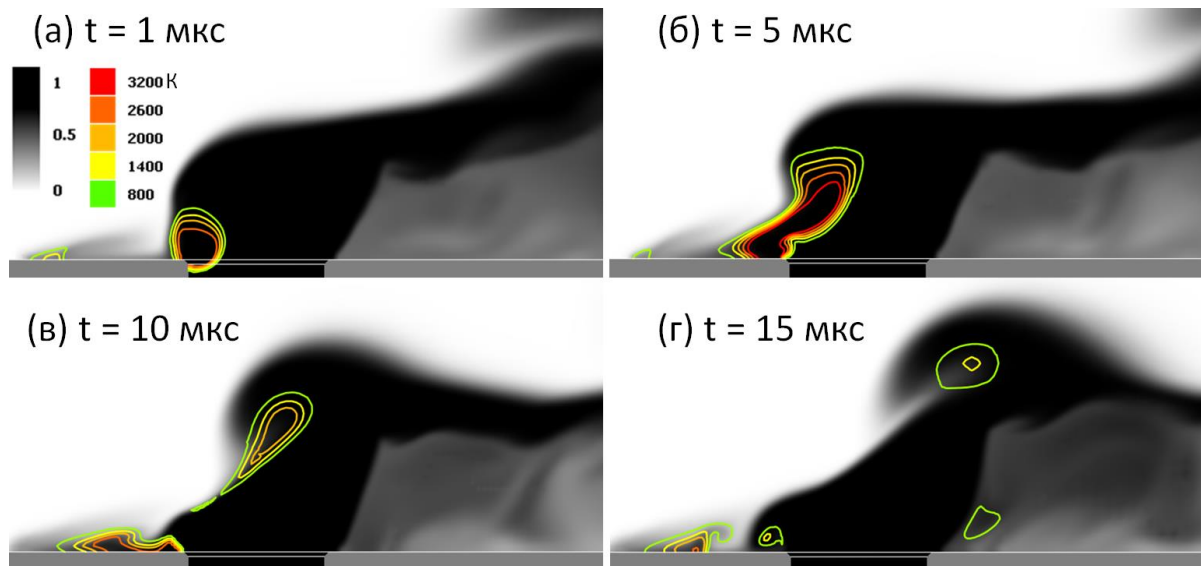 (а) t = 1 мкс
1
0.5
0
3200 К
2600
2000
1400
800
(б) t = 5 мкс
(в) t = 10 мкс
(г) t = 15 мкс